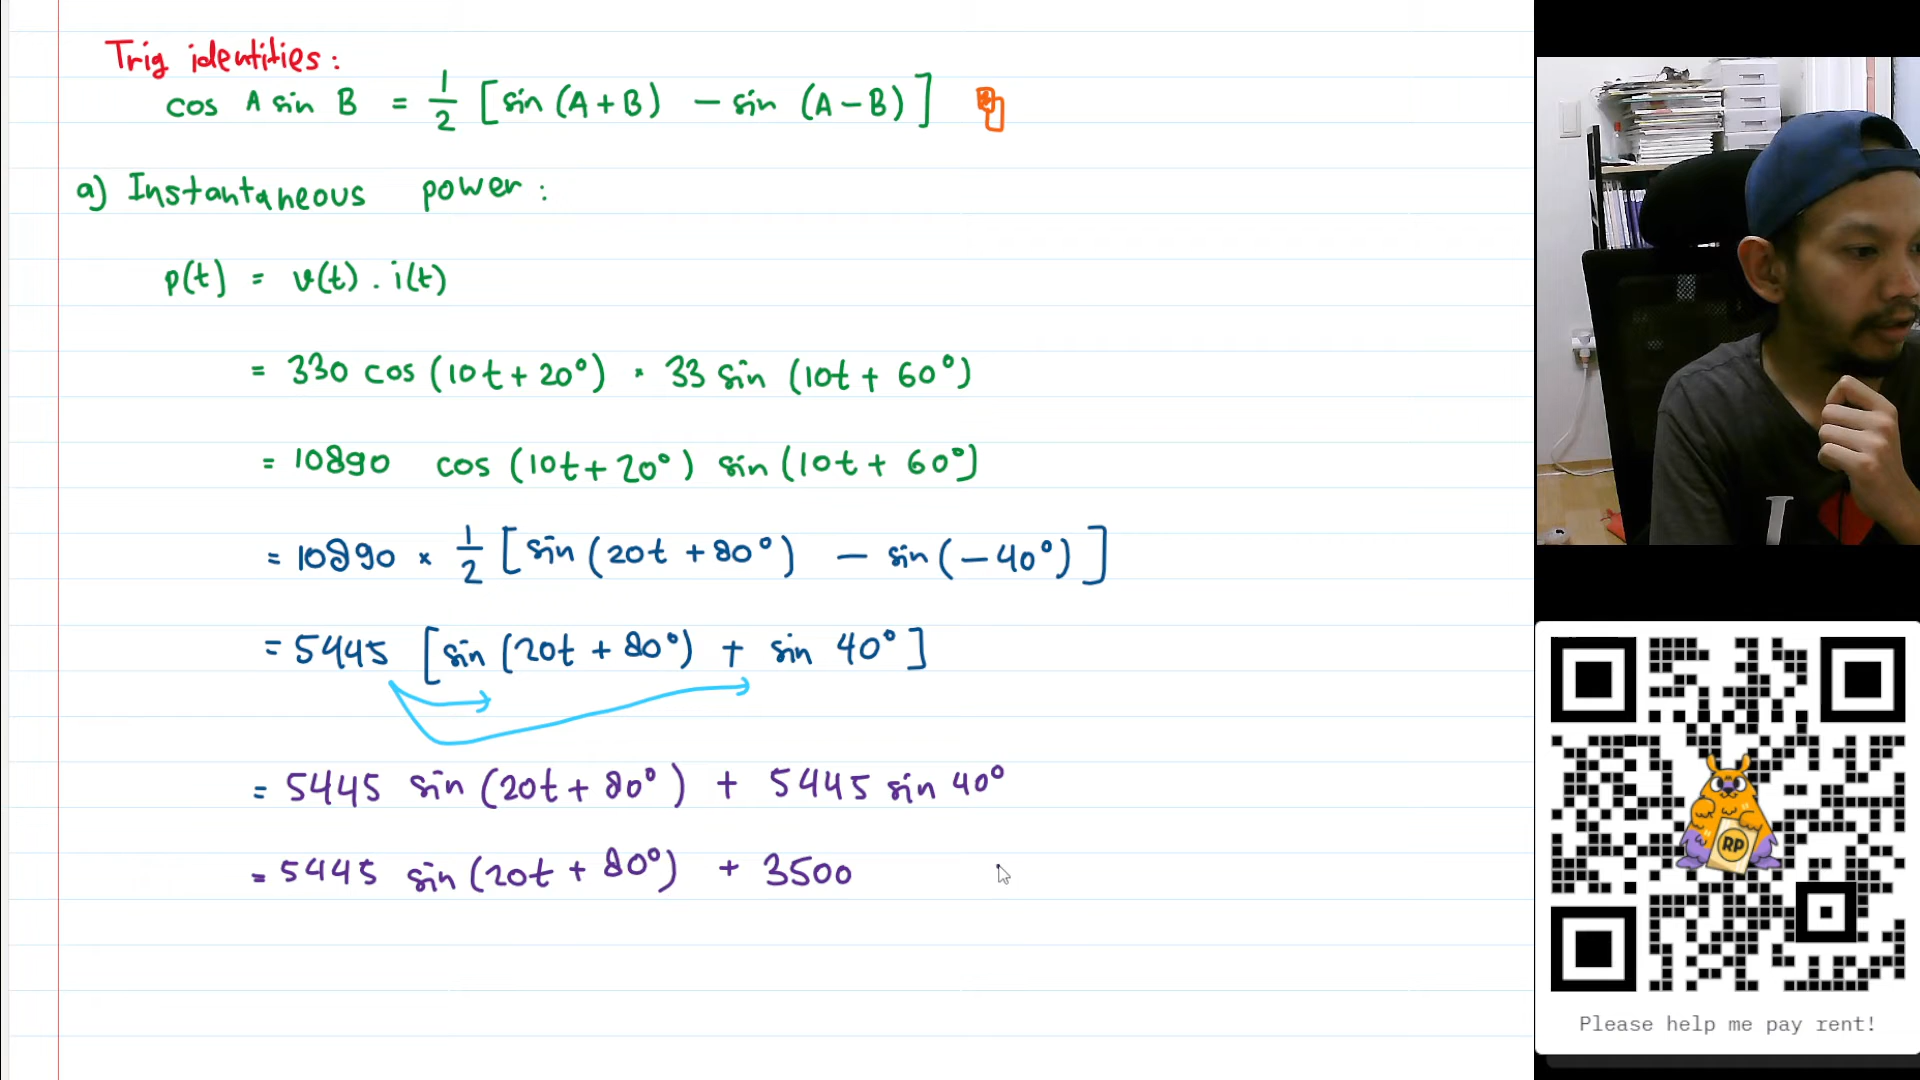 Trig identities:
cos A sin B = 1/2 [sin (A+B) - sin (A-B)]
a) Instantaneous power:
p(t) = v(t) . i(t)
= 330 cos (10t + 20°) · 33 sin (10t + 60°)
= 10890 cos (10t + 20°) sin (10t + 60°)
= 10890 × 1/2 [sin (20t + 80°) - sin (-40°)]
= 5445 [sin (20t + 80°) + sin 40°]
= 5445 sin (20t + 80°) + 5445 sin 40°
= 5445 sin (20t + 80°) + 3500
I
RP
Please help me pay rent!